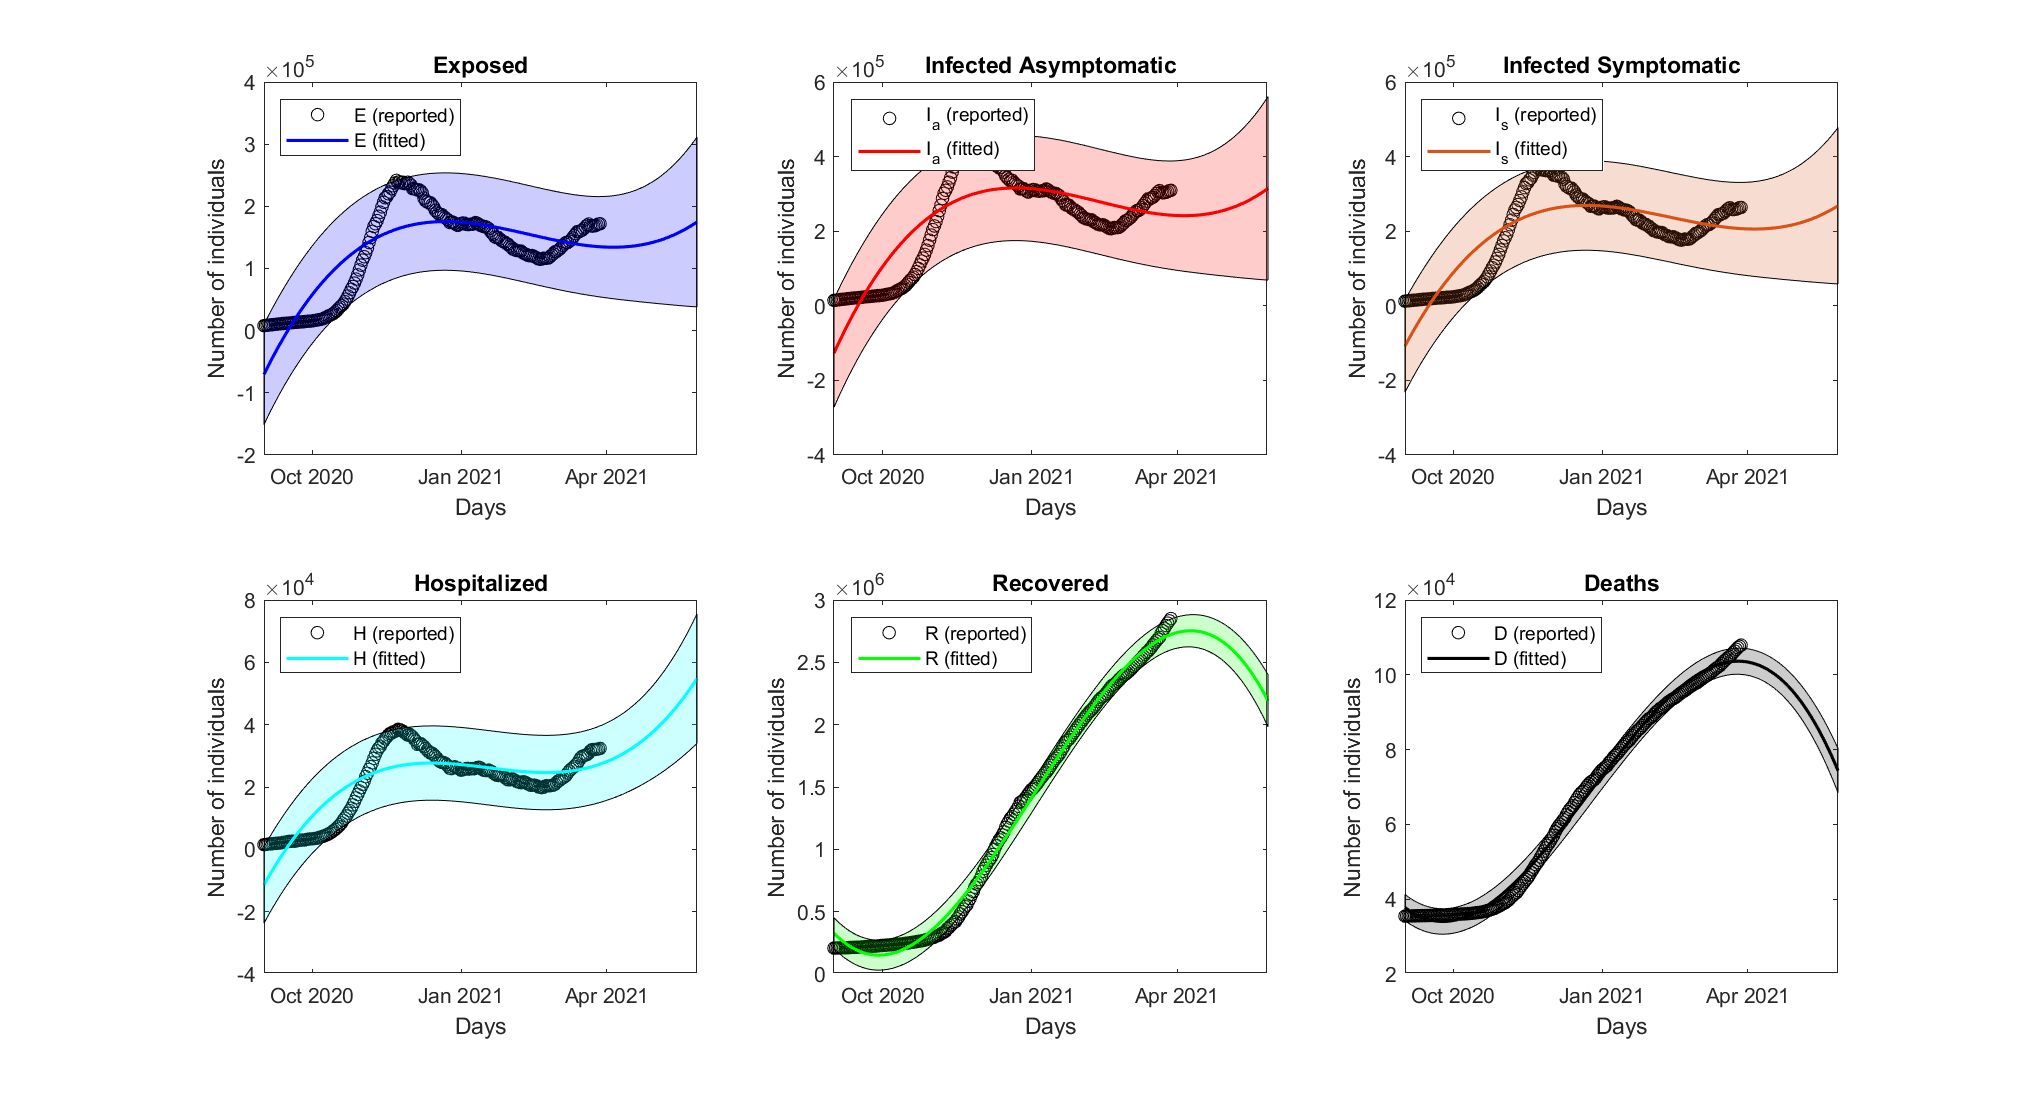 Exposed
×10^5
4
3
2
1
0
-1
-2
Number of individuals
E (reported)
E (fitted)
Oct 2020 Jan 2021 Apr 2021
Days
Infected Asymptomatic
×10^5
6
4
2
0
-2
-4
Number of individuals
I_a (reported)
I_a (fitted)
Oct 2020 Jan 2021 Apr 2021
Days
Infected Symptomatic
×10^5
6
4
2
0
-2
-4
Number of individuals
I_s (reported)
I_s (fitted)
Oct 2020 Jan 2021 Apr 2021
Days
Hospitalized
×10^4
8
6
4
2
0
-2
-4
Number of individuals
H (reported)
H (fitted)
Oct 2020 Jan 2021 Apr 2021
Days
Recovered
×10^6
3
2.5
2
1.5
1
0.5
0
Number of individuals
R (reported)
R (fitted)
Oct 2020 Jan 2021 Apr 2021
Days
Deaths
×10^4
12
10
8
6
4
2
Number of individuals
D (reported)
D (fitted)
Oct 2020 Jan 2021 Apr 2021
Days